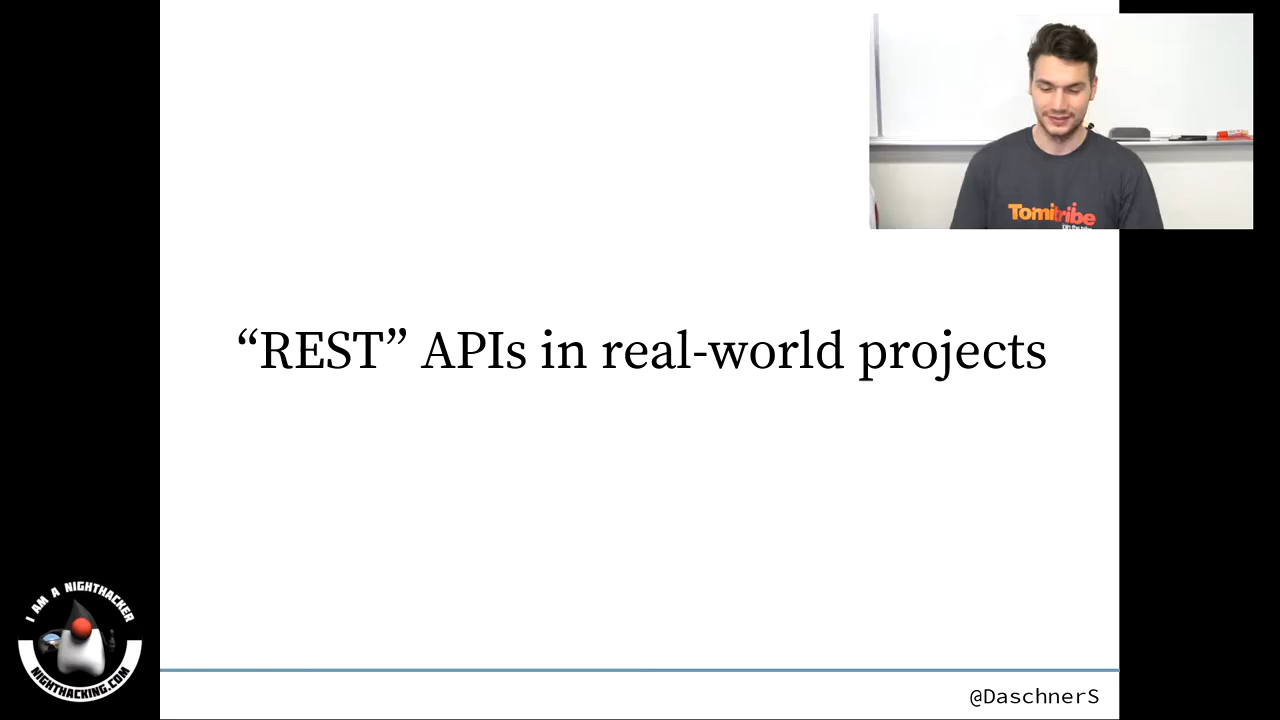 Tomitribe
“REST” APIs in real-world projects
I AM A NIGHTHACKER
NIGHTHACKING.COM
@DaschnerS